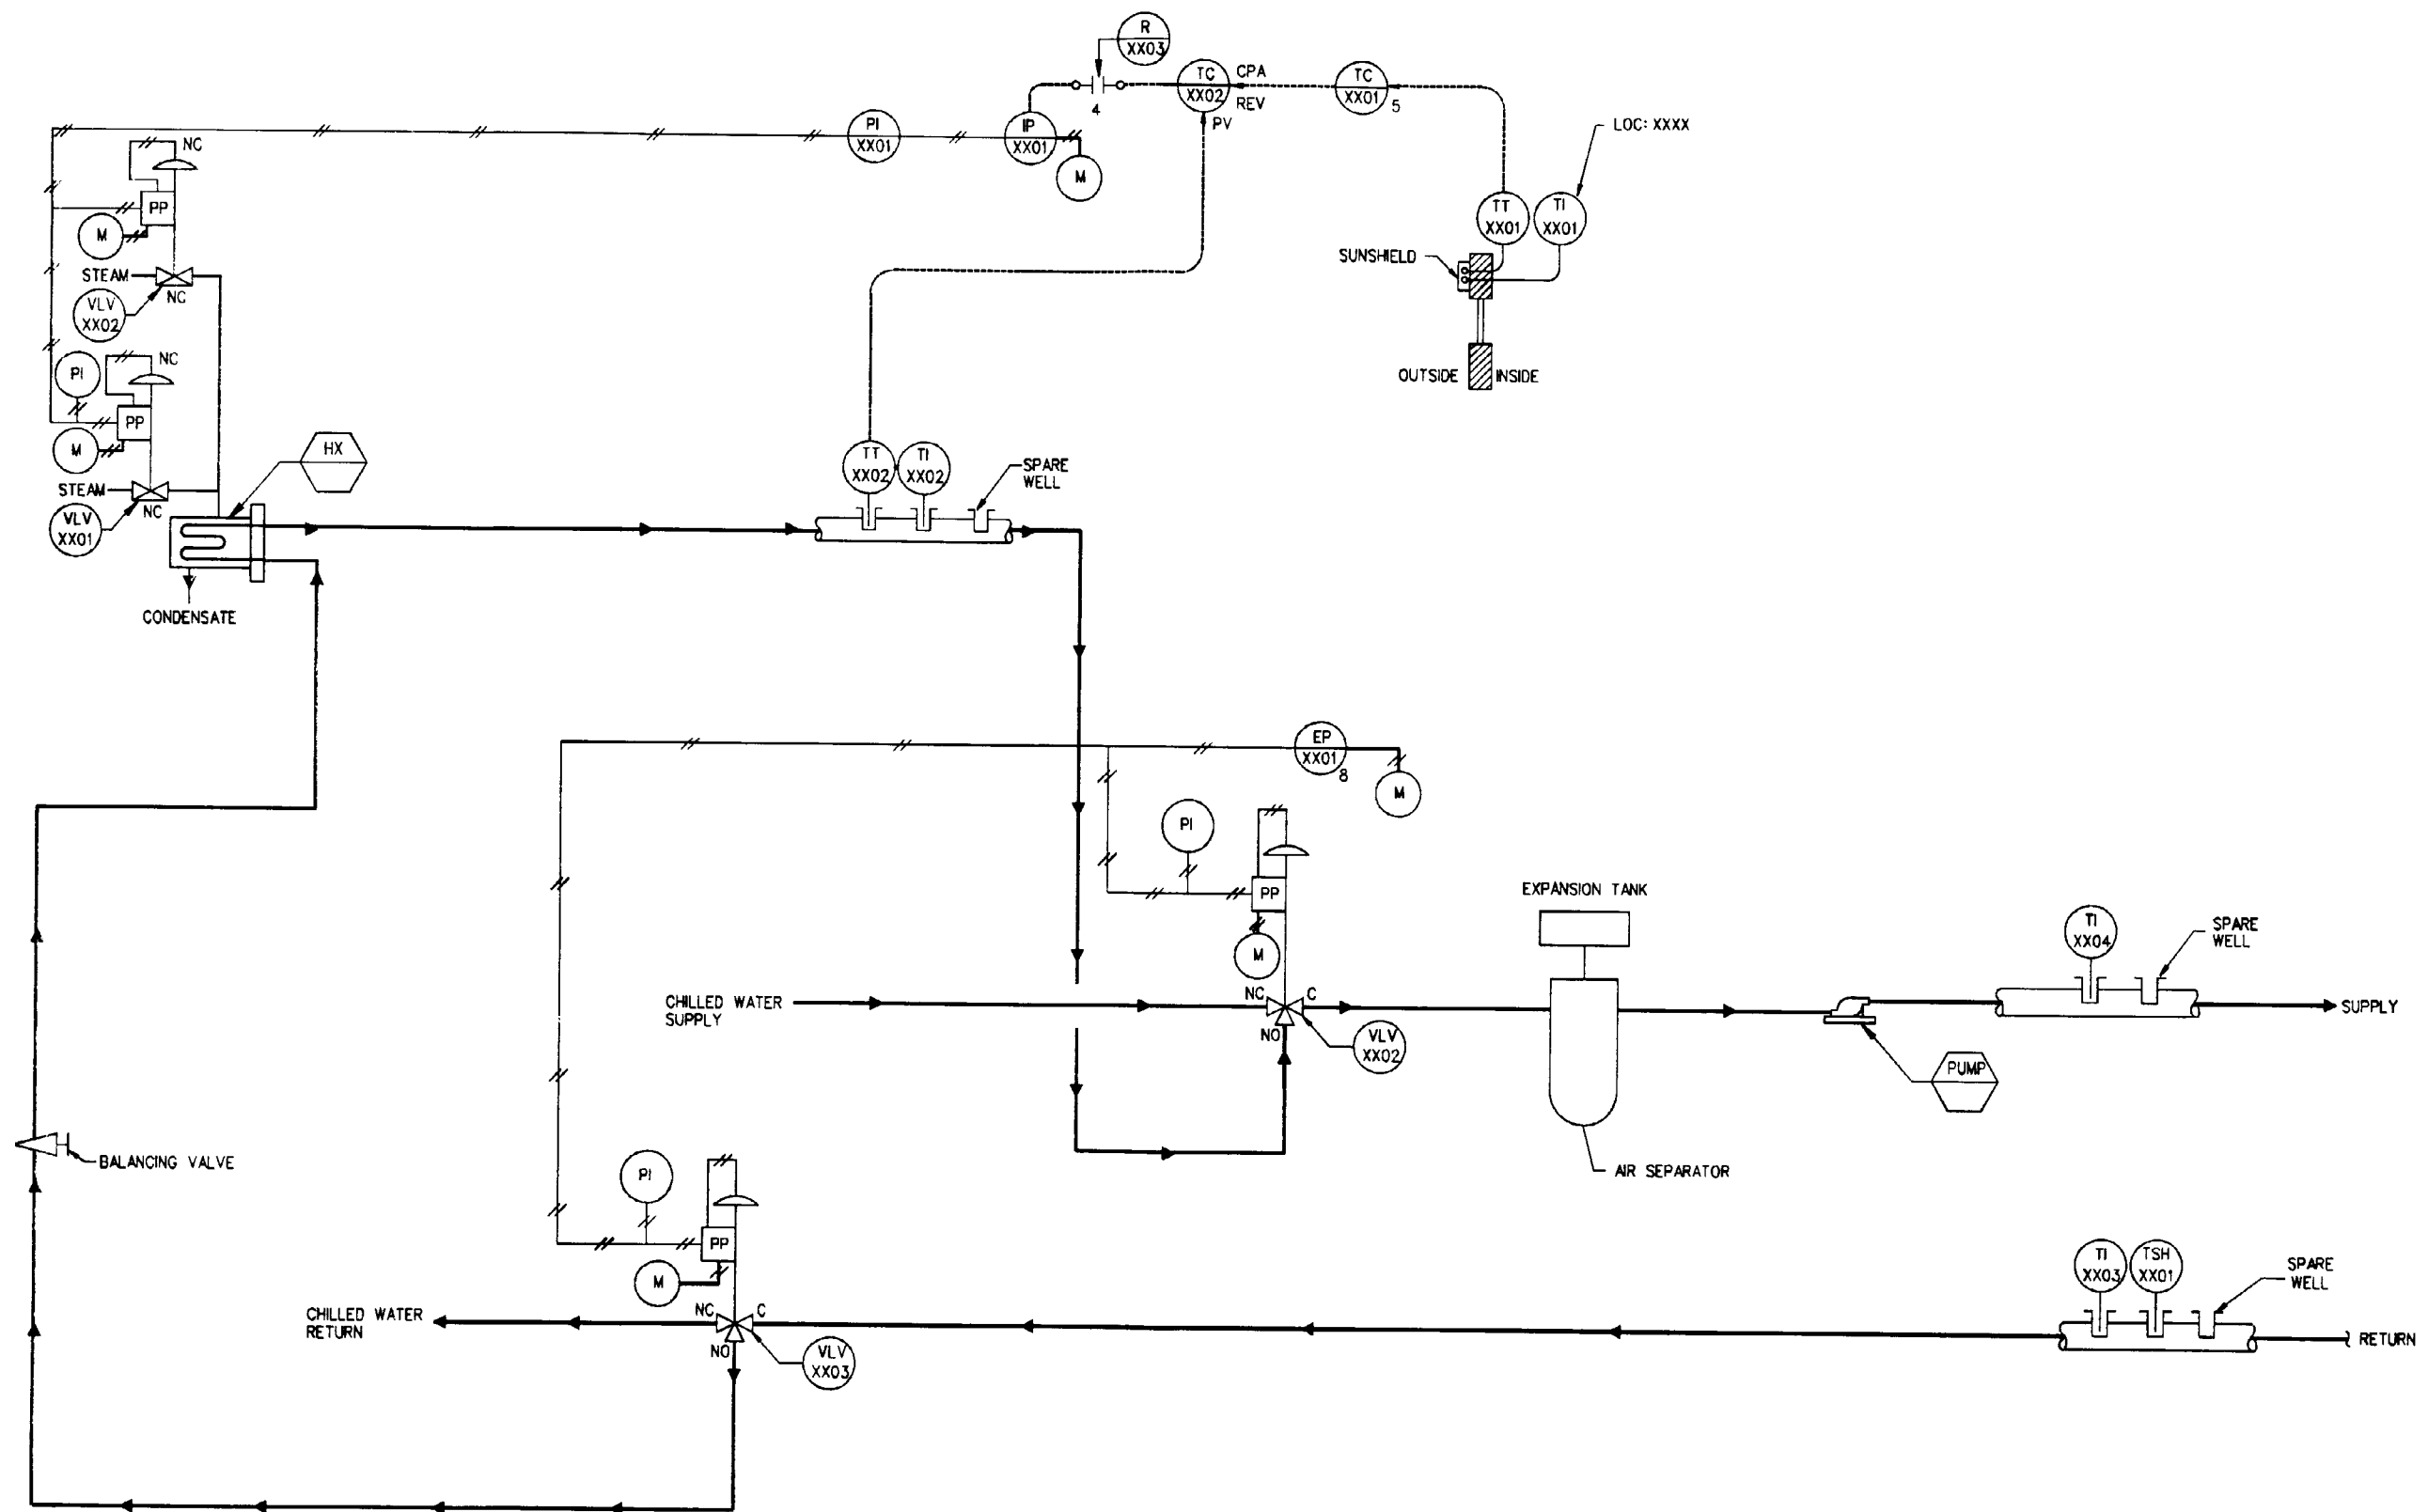 R
XX03
TC
XX02
CPA
REV
PV
TC
XX01
5
4
PI
XX01
IP
XX01
M
LOC: XXXX
NC
PP
M
STEAM
NC
VLV
XX02
TT
XX01
TI
XX01
SUNSHIELD
OUTSIDE
INSIDE
NC
PI
PP
M
STEAM
NC
VLV
XX01
HX
CONDENSATE
TT
XX02
TI
XX02
SPARE
WELL
EP
XX01
8
M
PI
PP
M
CHILLED WATER
SUPPLY
NC
C
NO
VLV
XX02
EXPANSION TANK
AIR SEPARATOR
PUMP
TI
XX04
SPARE
WELL
SUPPLY
BALANCING VALVE
PI
PP
M
CHILLED WATER
RETURN
NC
C
NO
VLV
XX03
TI
XX03
TSH
XX01
SPARE
WELL
RETURN